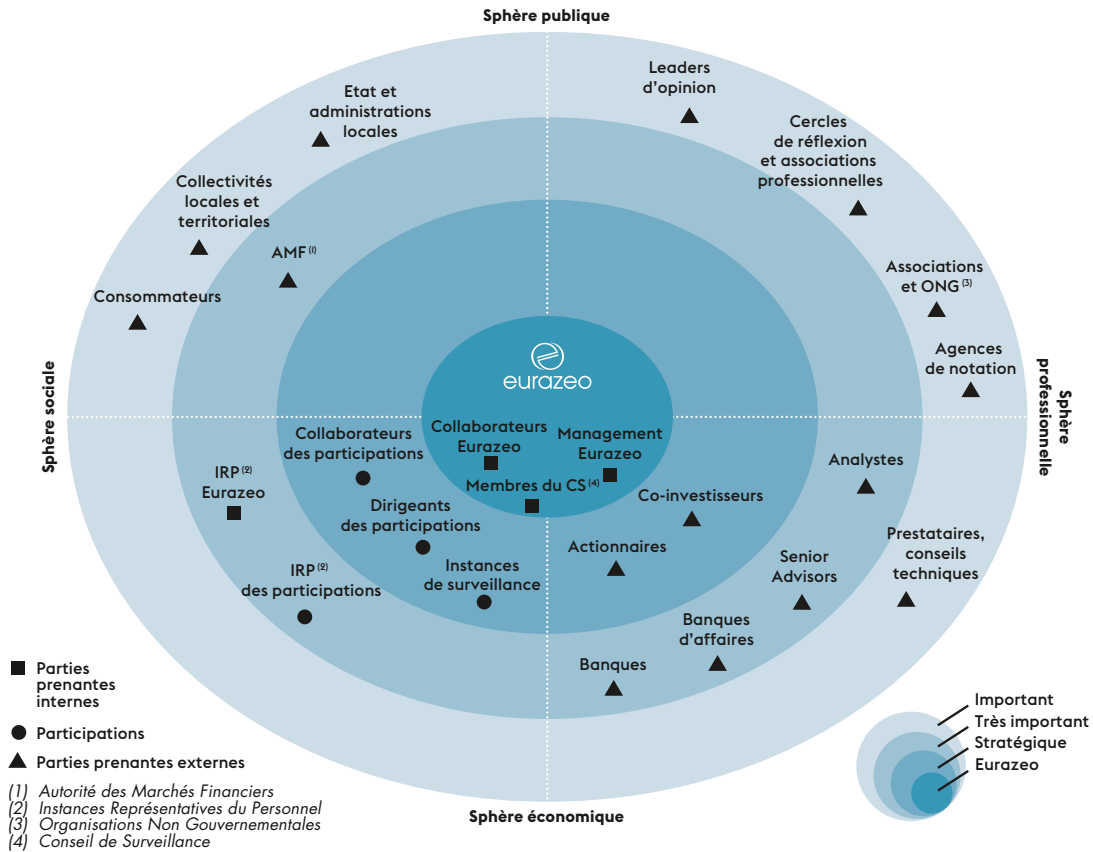 Sphère publique
Leaders
d’opinion
Etat et
administrations
locales
Cercles
de réflexion
et associations
professionnelles
Collectivités
locales et
territoriales
AMF (1)
Associations
et ONG (3)
Consommateurs
Agences
de notation
eurazeo
Sphère sociale
Sphère
professionnelle
Collaborateurs
des participations
Collaborateurs
Eurazeo
Management
Eurazeo
Membres du CS (4)
IRP (2)
Eurazeo
Dirigeants
des participations
Co-investisseurs
Analystes
Actionnaires
Instances
de surveillance
IRP (2)
des participations
Senior
Advisors
Prestataires,
conseils
techniques
Banques
d’affaires
Banques
Parties
prenantes
internes
Participations
Parties prenantes externes
(1) Autorité des Marchés Financiers
(2) Instances Représentatives du Personnel
(3) Organisations Non Gouvernementales
(4) Conseil de Surveillance
Sphère économique
Important
Très important
Stratégique
Eurazeo